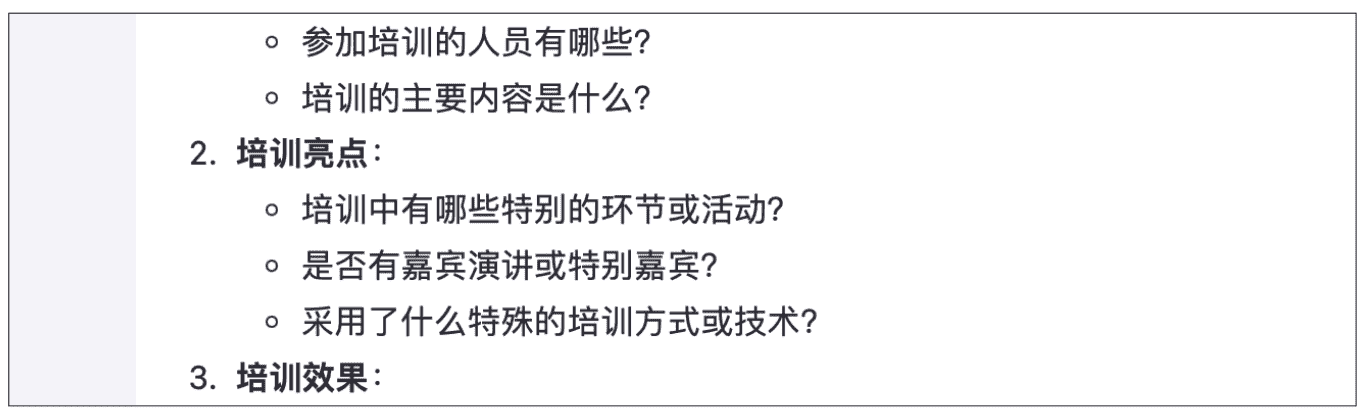 ◦ 参加培训的人员有哪些?
◦ 培训的主要内容是什么?
2. 培训亮点:
◦ 培训中有哪些特别的环节或活动?
◦ 是否有嘉宾演讲或特别嘉宾?
◦ 采用了什么特殊的培训方式或技术?
3. 培训效果: